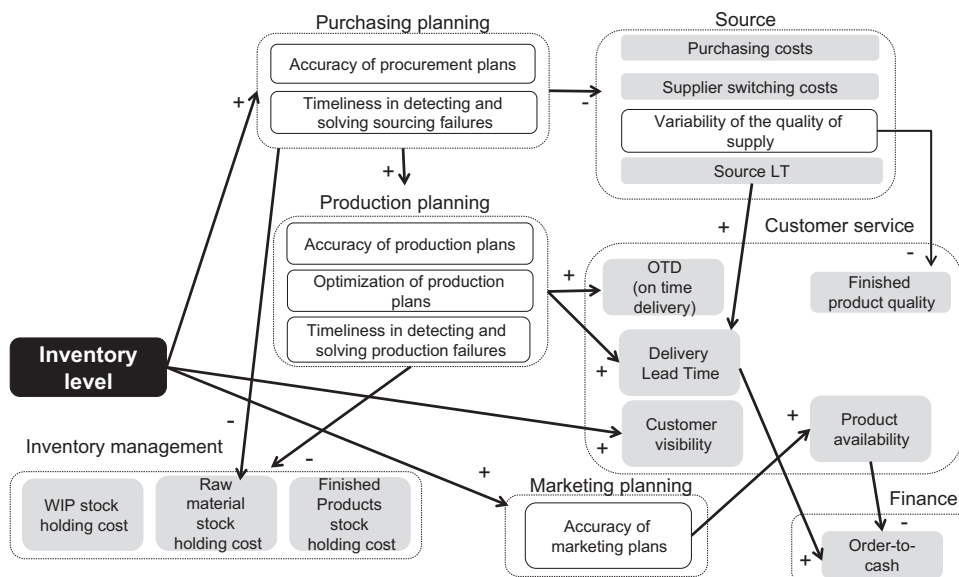 Purchasing planning
Accuracy of procurement plans
Timeliness in detecting and
solving sourcing failures
Source
Purchasing costs
Supplier switching costs
Variability of the quality of
supply
Source LT
+
-
+
Production planning
Accuracy of production plans
Optimization of production
plans
Timeliness in detecting and
solving production failures
+
Customer service
-
+
OTD
(on time
delivery)
Finished
product quality
Inventory
level
+
Delivery
Lead Time
-
+
Customer
visibility
+
Product
availability
Inventory management
-
WIP stock
holding cost
Raw
material
stock
holding cost
Finished
Products
stock
holding cost
+
Marketing planning
Accuracy of
marketing plans
Finance
-
+
Order-to-
cash